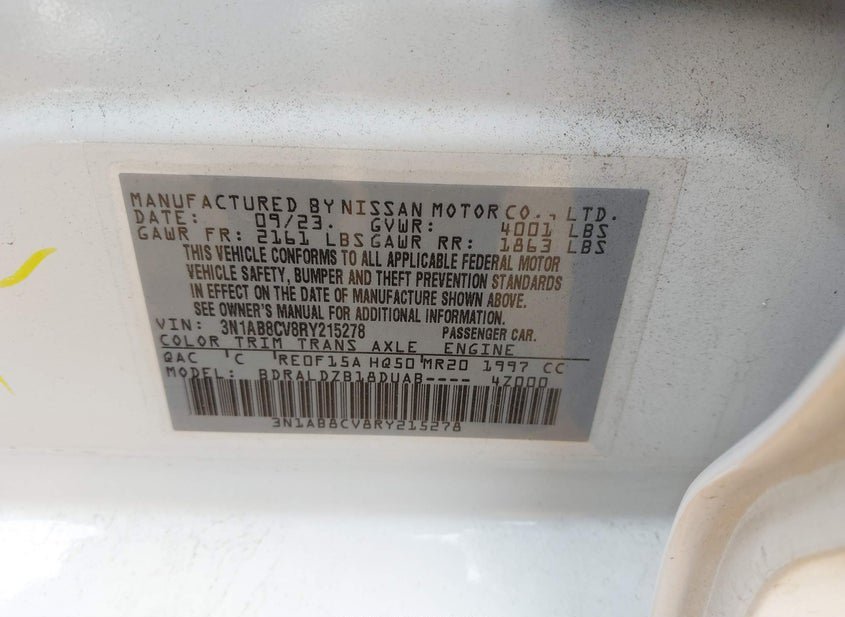 MANUFACTURED BY NISSAN MOTOR CO., LTD.
DATE: 09/23. GVWR: 4001 LBS
GAWR FR: 2161 LBS GAWR RR: 1863 LBS
THIS VEHICLE CONFORMS TO ALL APPLICABLE FEDERAL MOTOR
VEHICLE SAFETY, BUMPER AND THEFT PREVENTION STANDARDS
IN EFFECT ON THE DATE OF MANUFACTURE SHOWN ABOVE.
SEE OWNER'S MANUAL FOR ADDITIONAL INFORMATION
VIN: 3N1AB8CV8RY215278 PASSENGER CAR.
COLOR TRIM TRANS AXLE ENGINE
QAC C RE0F15A HQ50 MR20 1997 CC
MODEL: BDRALDZB18DUAB---- 4Z000
3N1AB8CV8RY215278